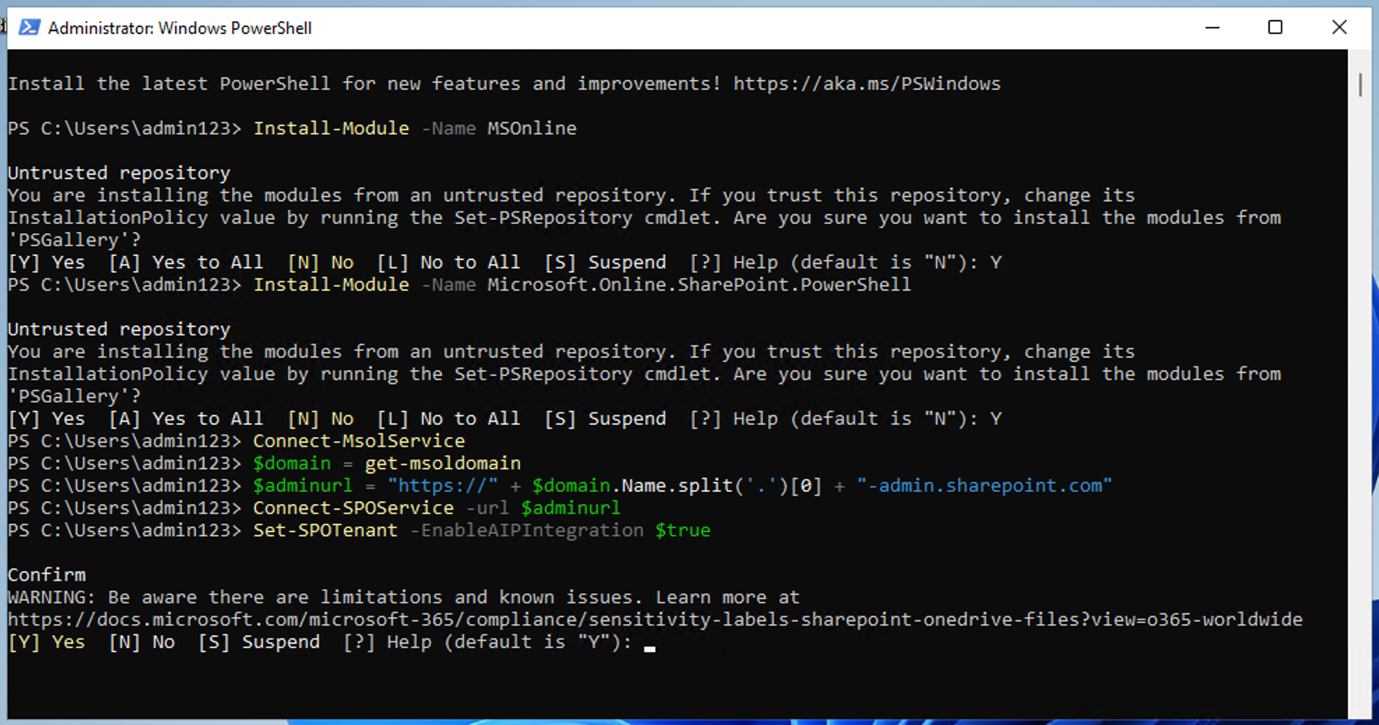 Administrator: Windows PowerShell
Install the latest PowerShell for new features and improvements! https://aka.ms/PSWindows
PS C:\Users\admin123> Install-Module -Name MSOnline
Untrusted repository
You are installing the modules from an untrusted repository. If you trust this repository, change its
InstallationPolicy value by running the Set-PSRepository cmdlet. Are you sure you want to install the modules from
'PSGallery'?
[Y] Yes  [A] Yes to All  [N] No  [L] No to All  [S] Suspend  [?] Help (default is "N"): Y
PS C:\Users\admin123> Install-Module -Name Microsoft.Online.SharePoint.PowerShell
Untrusted repository
You are installing the modules from an untrusted repository. If you trust this repository, change its
InstallationPolicy value by running the Set-PSRepository cmdlet. Are you sure you want to install the modules from
'PSGallery'?
[Y] Yes  [A] Yes to All  [N] No  [L] No to All  [S] Suspend  [?] Help (default is "N"): Y
PS C:\Users\admin123> Connect-MsolService
PS C:\Users\admin123> $domain = get-msoldomain
PS C:\Users\admin123> $adminurl = "https://" + $domain.Name.split('.')[0] + "-admin.sharepoint.com"
PS C:\Users\admin123> Connect-SPOService -url $adminurl
PS C:\Users\admin123> Set-SPOTenant -EnableAIPIntegration $true
Confirm
WARNING: Be aware there are limitations and known issues. Learn more at
https://docs.microsoft.com/microsoft-365/compliance/sensitivity-labels-sharepoint-onedrive-files?view=o365-worldwide
[Y] Yes  [N] No  [S] Suspend  [?] Help (default is "Y"):